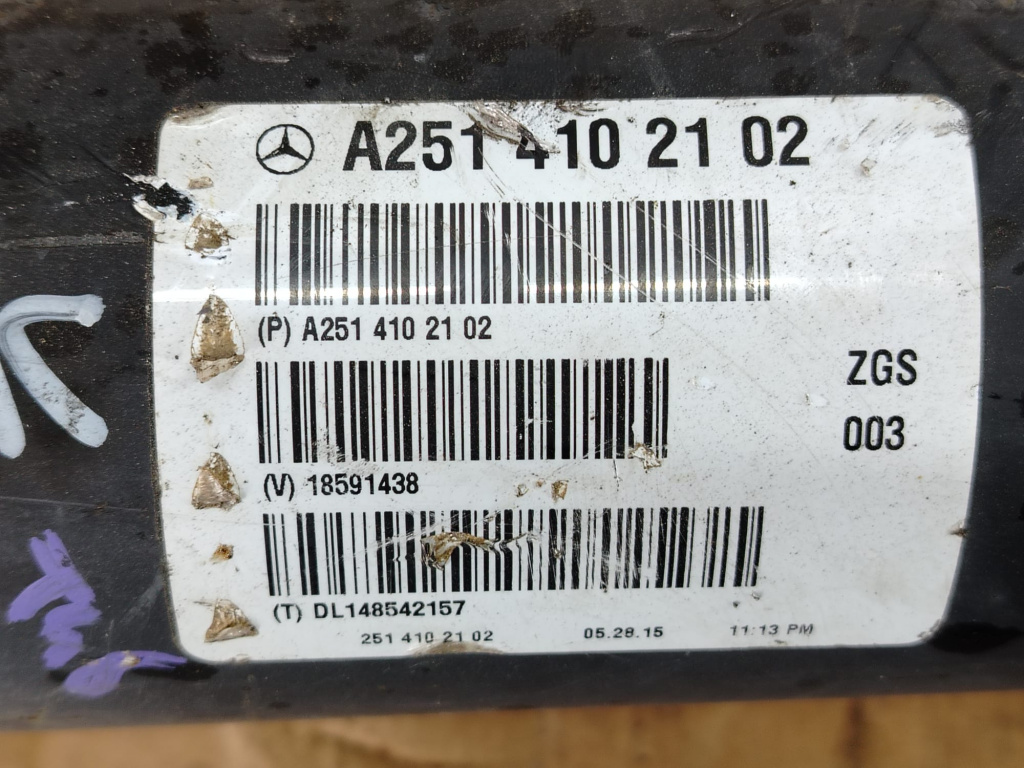 A251 410 21 02
(P) A251 410 21 02
ZGS
003
(V) 18591438
(T) DL148542157
251 410 21 02 05.28.15 11:13 PM